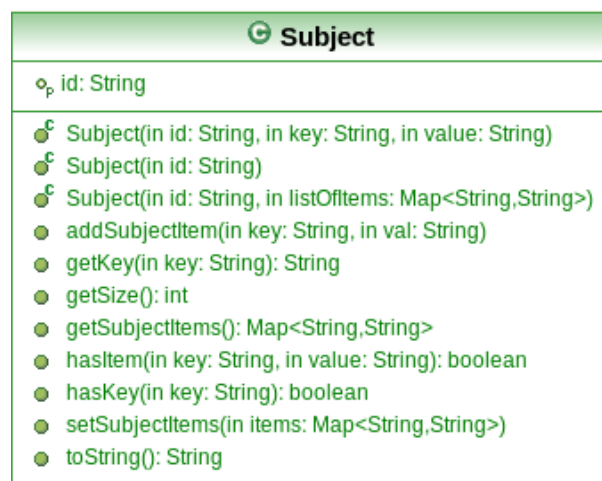 Subject
id: String
Subject(in id: String, in key: String, in value: String)
Subject(in id: String)
Subject(in id: String, in listOfItems: Map<String,String>)
addSubjectItem(in key: String, in val: String)
getKey(in key: String): String
getSize(): int
getSubjectItems(): Map<String,String>
hasItem(in key: String, in value: String): boolean
hasKey(in key: String): boolean
setSubjectItems(in items: Map<String,String>)
toString(): String